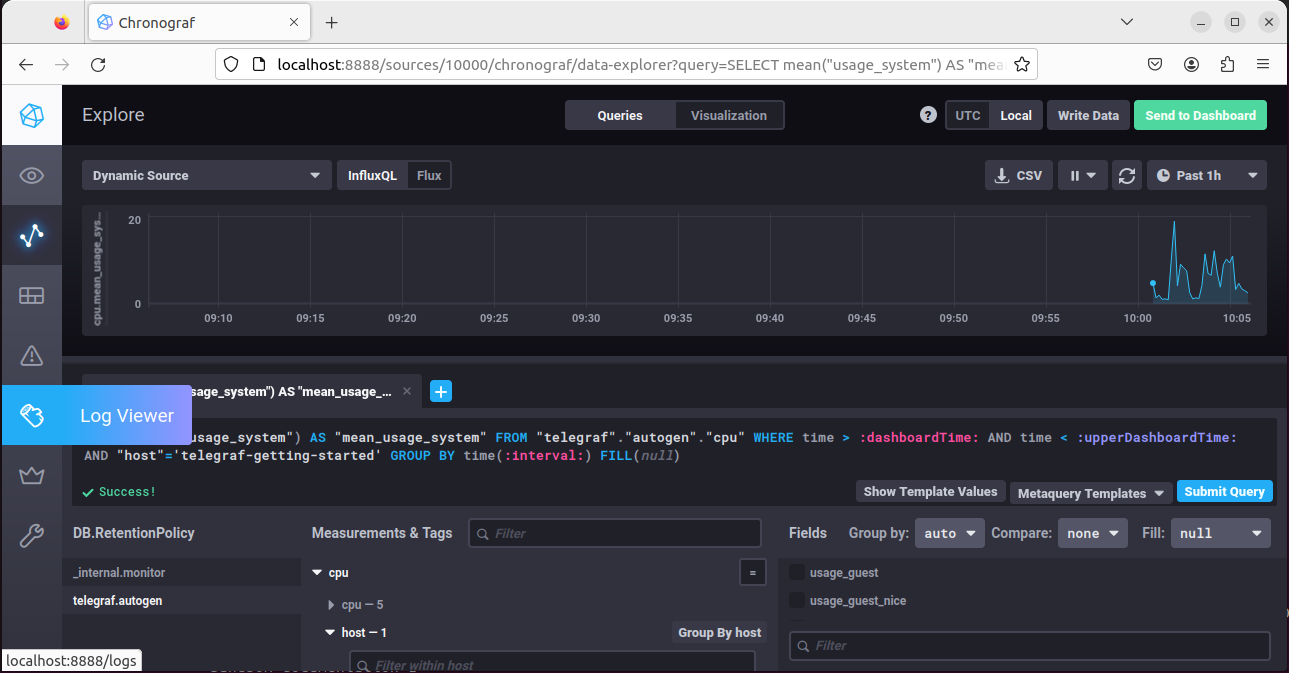 Chronograf
localhost:8888/sources/10000/chronograf/data-explorer?query=SELECT mean("usage_system") AS "mea
Explore
Queries
Visualization
?
UTC
Local
Write Data
Send to Dashboard
Dynamic Source
InfluxQL
Flux
CSV
Past 1h
cpu.mean_usage_sys...
20
0
09:10
09:15
09:20
09:25
09:30
09:35
09:40
09:45
09:50
09:55
10:00
10:05
Log Viewer
sage_system") AS "mean_usage_...
usage_system") AS "mean_usage_system" FROM "telegraf"."autogen"."cpu" WHERE time > :dashboardTime: AND time < :upperDashboardTime:
AND "host"='telegraf-getting-started' GROUP BY time(:interval:) FILL(null)
Success!
Show Template Values
Metaquery Templates
Submit Query
DB.RetentionPolicy
Measurements & Tags
Filter
Fields
Group by:
auto
Compare:
none
Fill:
null
_internal.monitor
telegraf.autogen
cpu
=
cpu — 5
host — 1
Group By host
Filter within host
usage_guest
usage_guest_nice
Filter
localhost:8888/logs